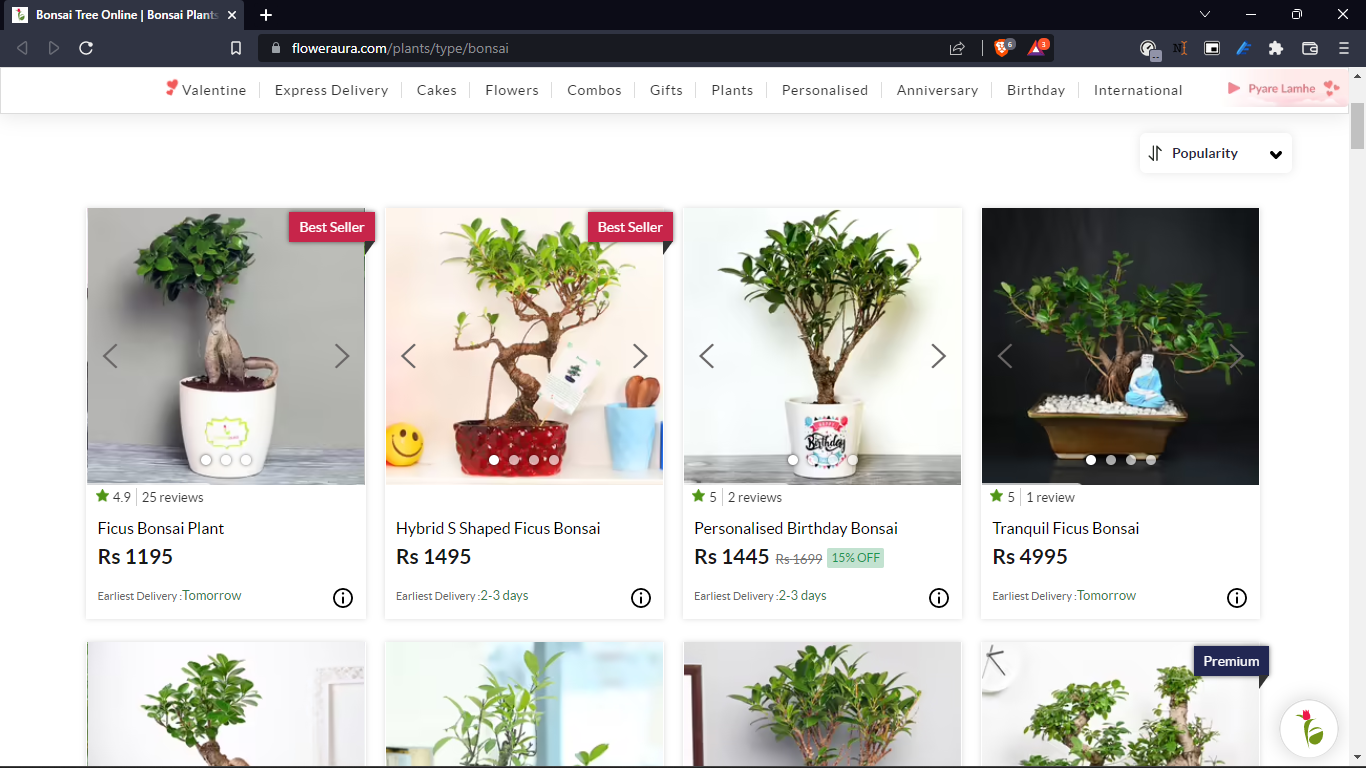 Bonsai Tree Online | Bonsai Plants
floweraura.com/plants/type/bonsai
6
3
Valentine
Express Delivery
Cakes
Flowers
Combos
Gifts
Plants
Personalised
Anniversary
Birthday
International
Pyare Lamhe
Popularity
Best Seller
Best Seller
Birthday
4.9 25 reviews
5 2 reviews
5 1 review
Ficus Bonsai Plant
Hybrid S Shaped Ficus Bonsai
Personalised Birthday Bonsai
Tranquil Ficus Bonsai
Rs 1195
Rs 1495
Rs 1445 Rs 1699 15% OFF
Rs 4995
Earliest Delivery :Tomorrow
Earliest Delivery :2-3 days
Earliest Delivery :2-3 days
Earliest Delivery :Tomorrow
Premium